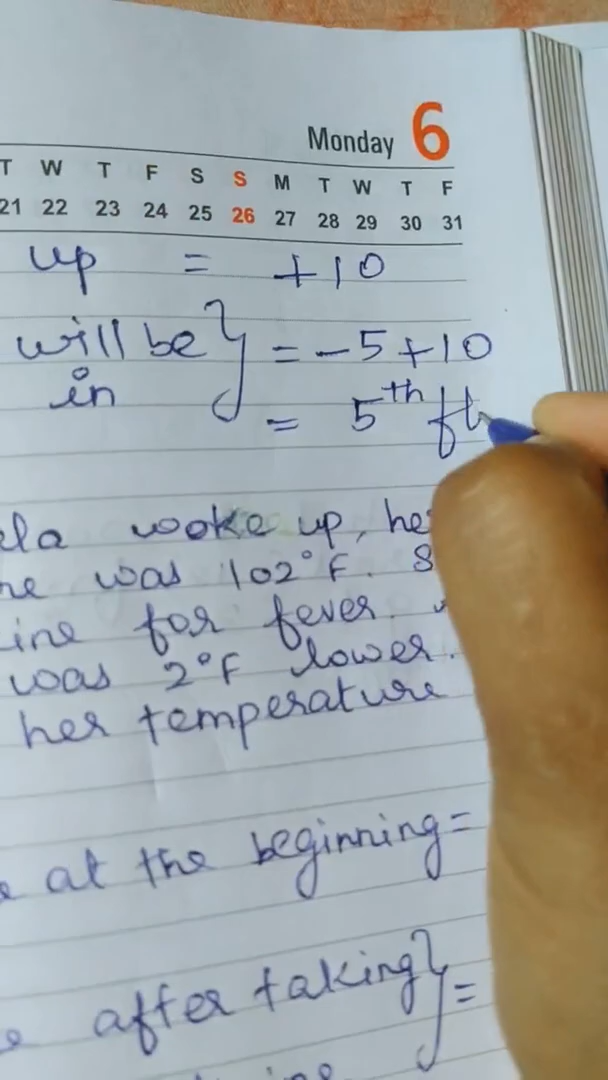 Monday 6
T W T F S S M T W T F
21 22 23 24 25 26 27 28 29 30 31
up = +10
will be } = -5+10
in
= 5th fl
woke up, he
was 102°F. S
for fever.
was 2°F lower.
her temperature
at the beginning=
after taking} =